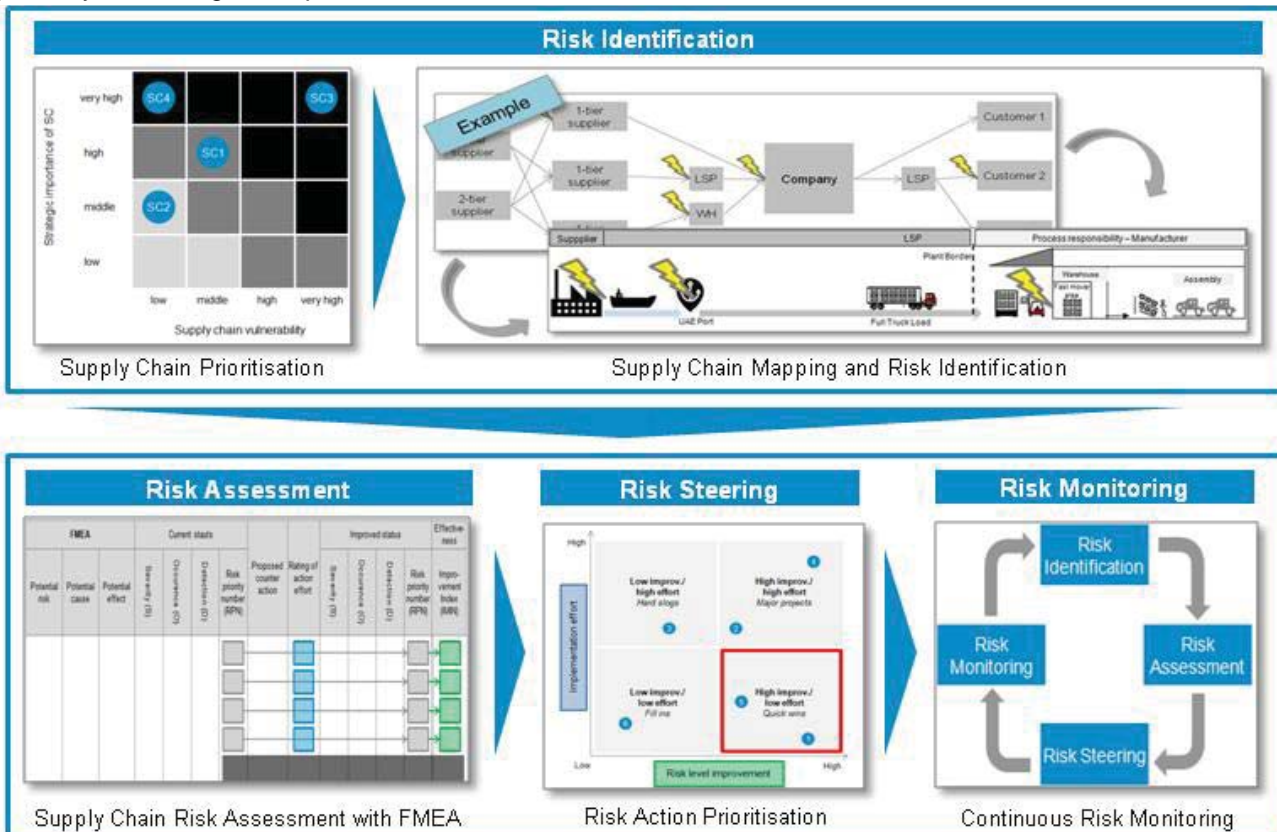 Risk Identification
Strategic importance of SC
very high
high
middle
low
SC4
SC3
SC1
SC2
low
middle
high
very high
Supply chain vulnerability
Supply Chain Prioritisation
Example
supplier
2-tier
supplier
1-tier
supplier
1-tier
supplier
LSP
WH
Company
LSP
Customer 1
Customer 2
Suppplier
LSP
Process responsibility – Manufacturer
Plant Border
Warehouse
Assembly
UAE Port
Full Truck Load
Supply Chain Mapping and Risk Identification
Risk Assessment
FMEA
Improved status
Effective-
ness
Potential
risk
Potential
cause
Potential
effect
Severity (S)
Occurence (O)
Detection (D)
Risk
priority
number
(RPN)
Proposed
counter
action
Rating of
action
effort
Severity (S)
Occurence (O)
Detection (D)
Risk
priority
number
(RPN)
Impro-
vement
Index
(IMIN)
Supply Chain Risk Assessment with FMEA
Risk Steering
High
implementation effort
Low improv./
high effort
Hard slogs
High improv./
high effort
Major projects
Low improv./
low effort
Fill ins
High improv./
low effort
Quick wins
Low
High
Risk level improvement
Risk Action Prioritisation
Risk Monitoring
Risk
Identification
Risk
Assessment
Risk Steering
Risk
Monitoring
Continuous Risk Monitoring